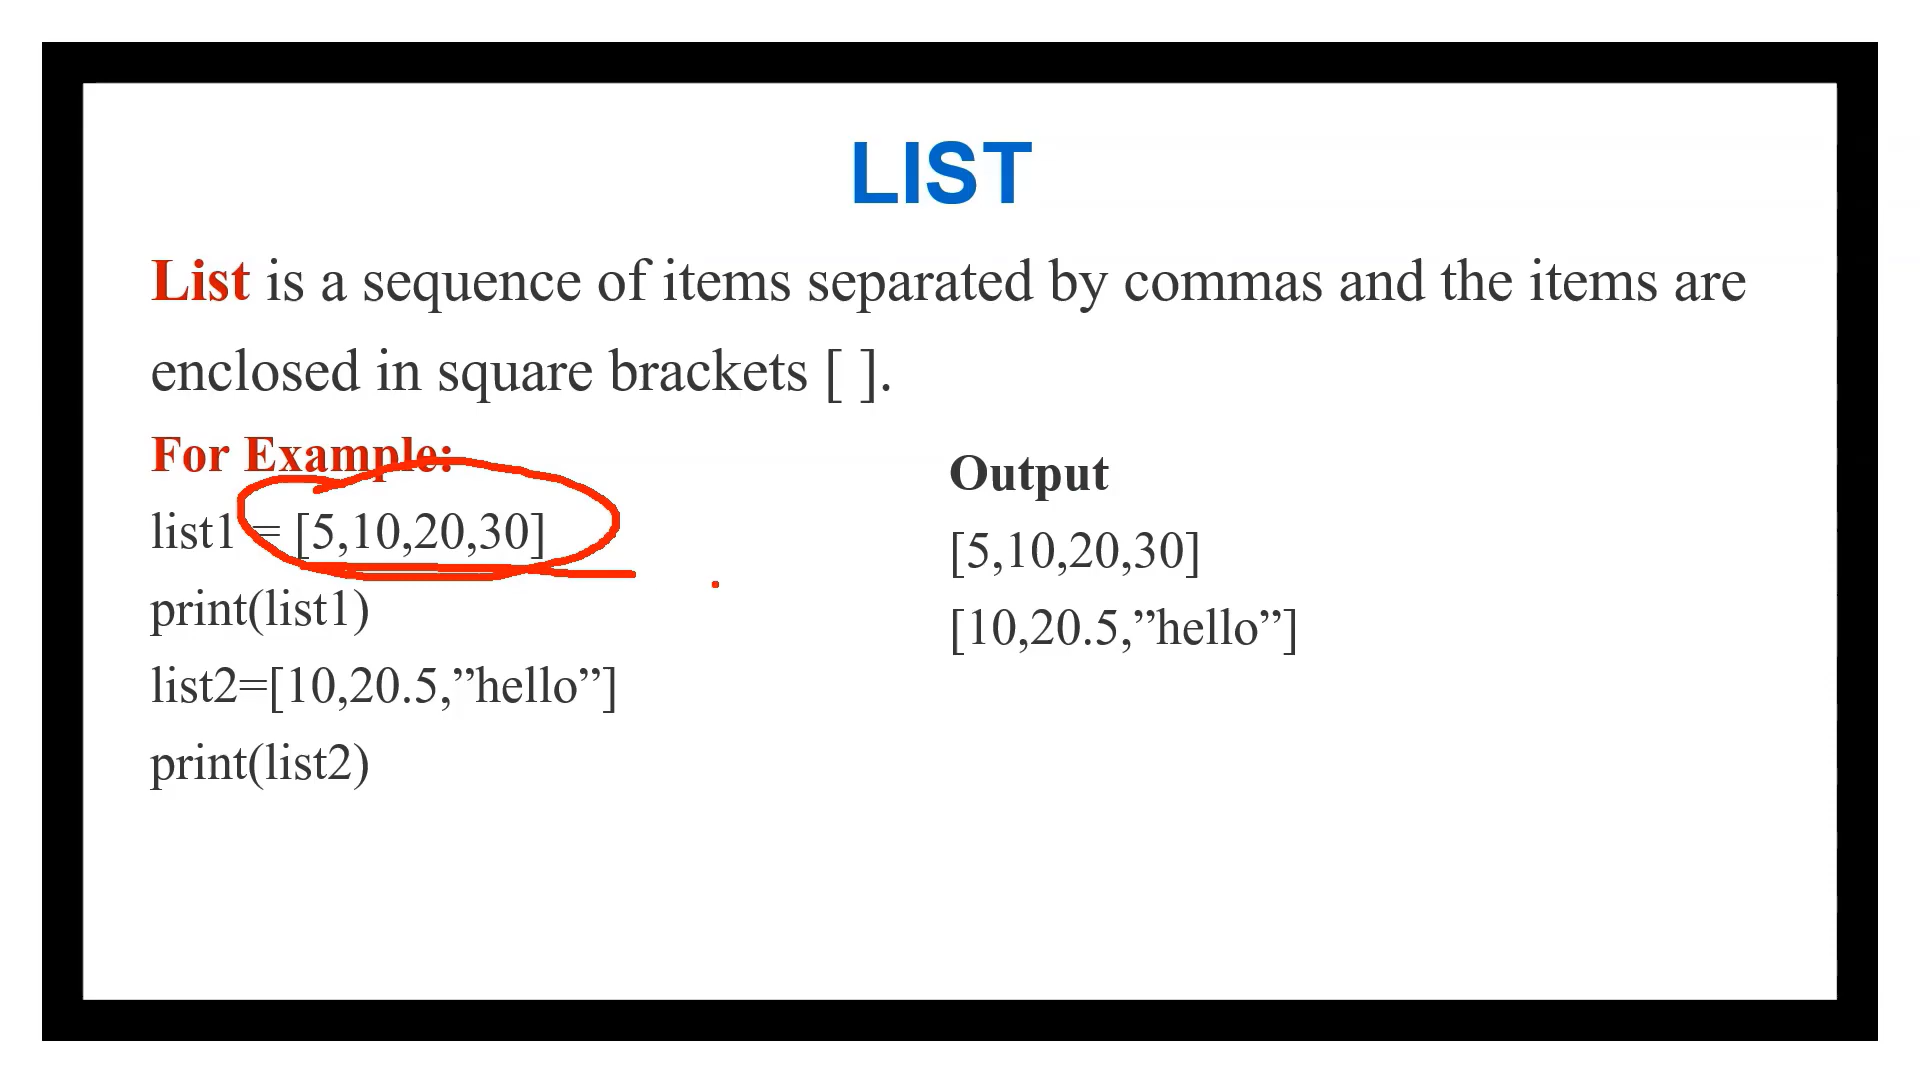 LIST
List is a sequence of items separated by commas and the items are
enclosed in square brackets [ ].
For Example:
list1 = [5,10,20,30]
print(list1)
list2=[10,20.5,”hello”]
print(list2)
Output
[5,10,20,30]
[10,20.5,”hello”]